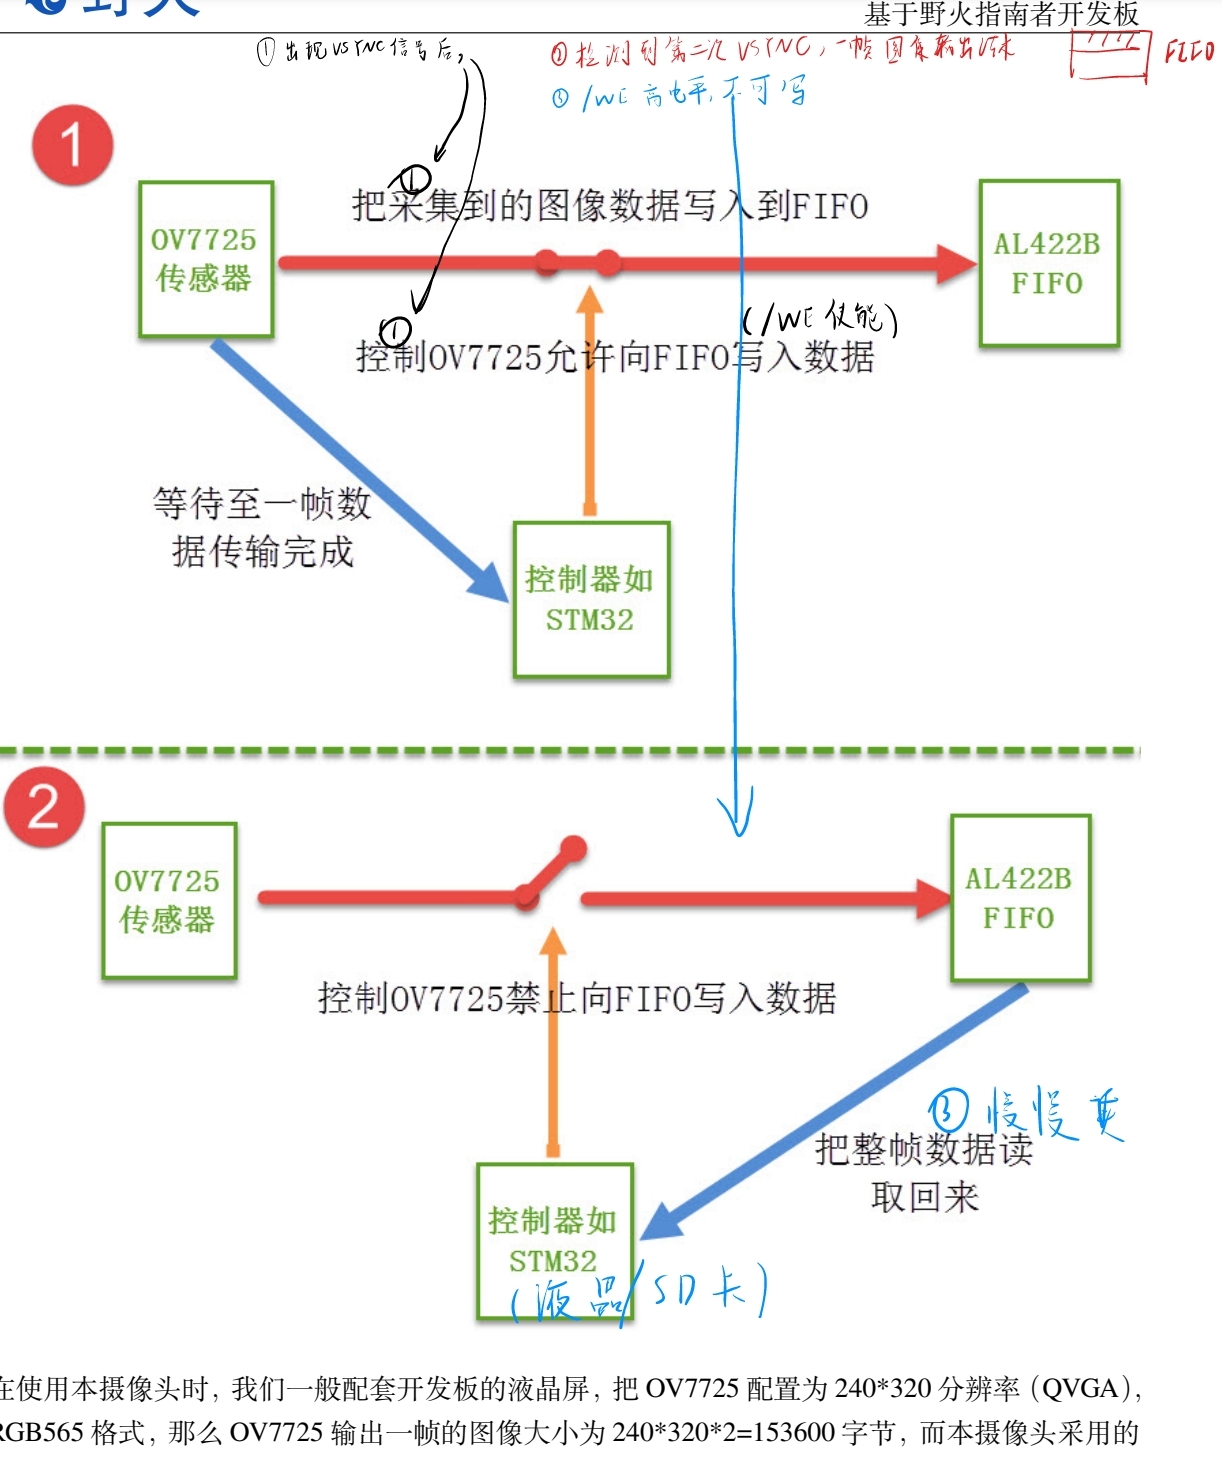 野火
基于野火指南者开发板
① 出现VSYNC信号后,
② 检测到第二次VSYNC,一帧图像输出结束
FIFO
③ /WE 高电平,不可写
1
①
把采集到的图像数据写入到FIFO
OV7725
传感器
AL422B
FIFO
(/WE使能)
①
控制OV7725允许向FIFO写入数据
等待至一帧数
据传输完成
控制器如
STM32
2
OV7725
传感器
AL422B
FIFO
控制OV7725禁止向FIFO写入数据
③ 慢慢
把整帧数据读
取回来
控制器如
STM32
(液晶/SD卡)
在使用本摄像头时,我们一般配套开发板的液晶屏,把 OV7725 配置为 240*320 分辨率(QVGA),
RGB565 格式,那么 OV7725 输出一帧的图像大小为 240*320*2=153600 字节,而本摄像头采用的